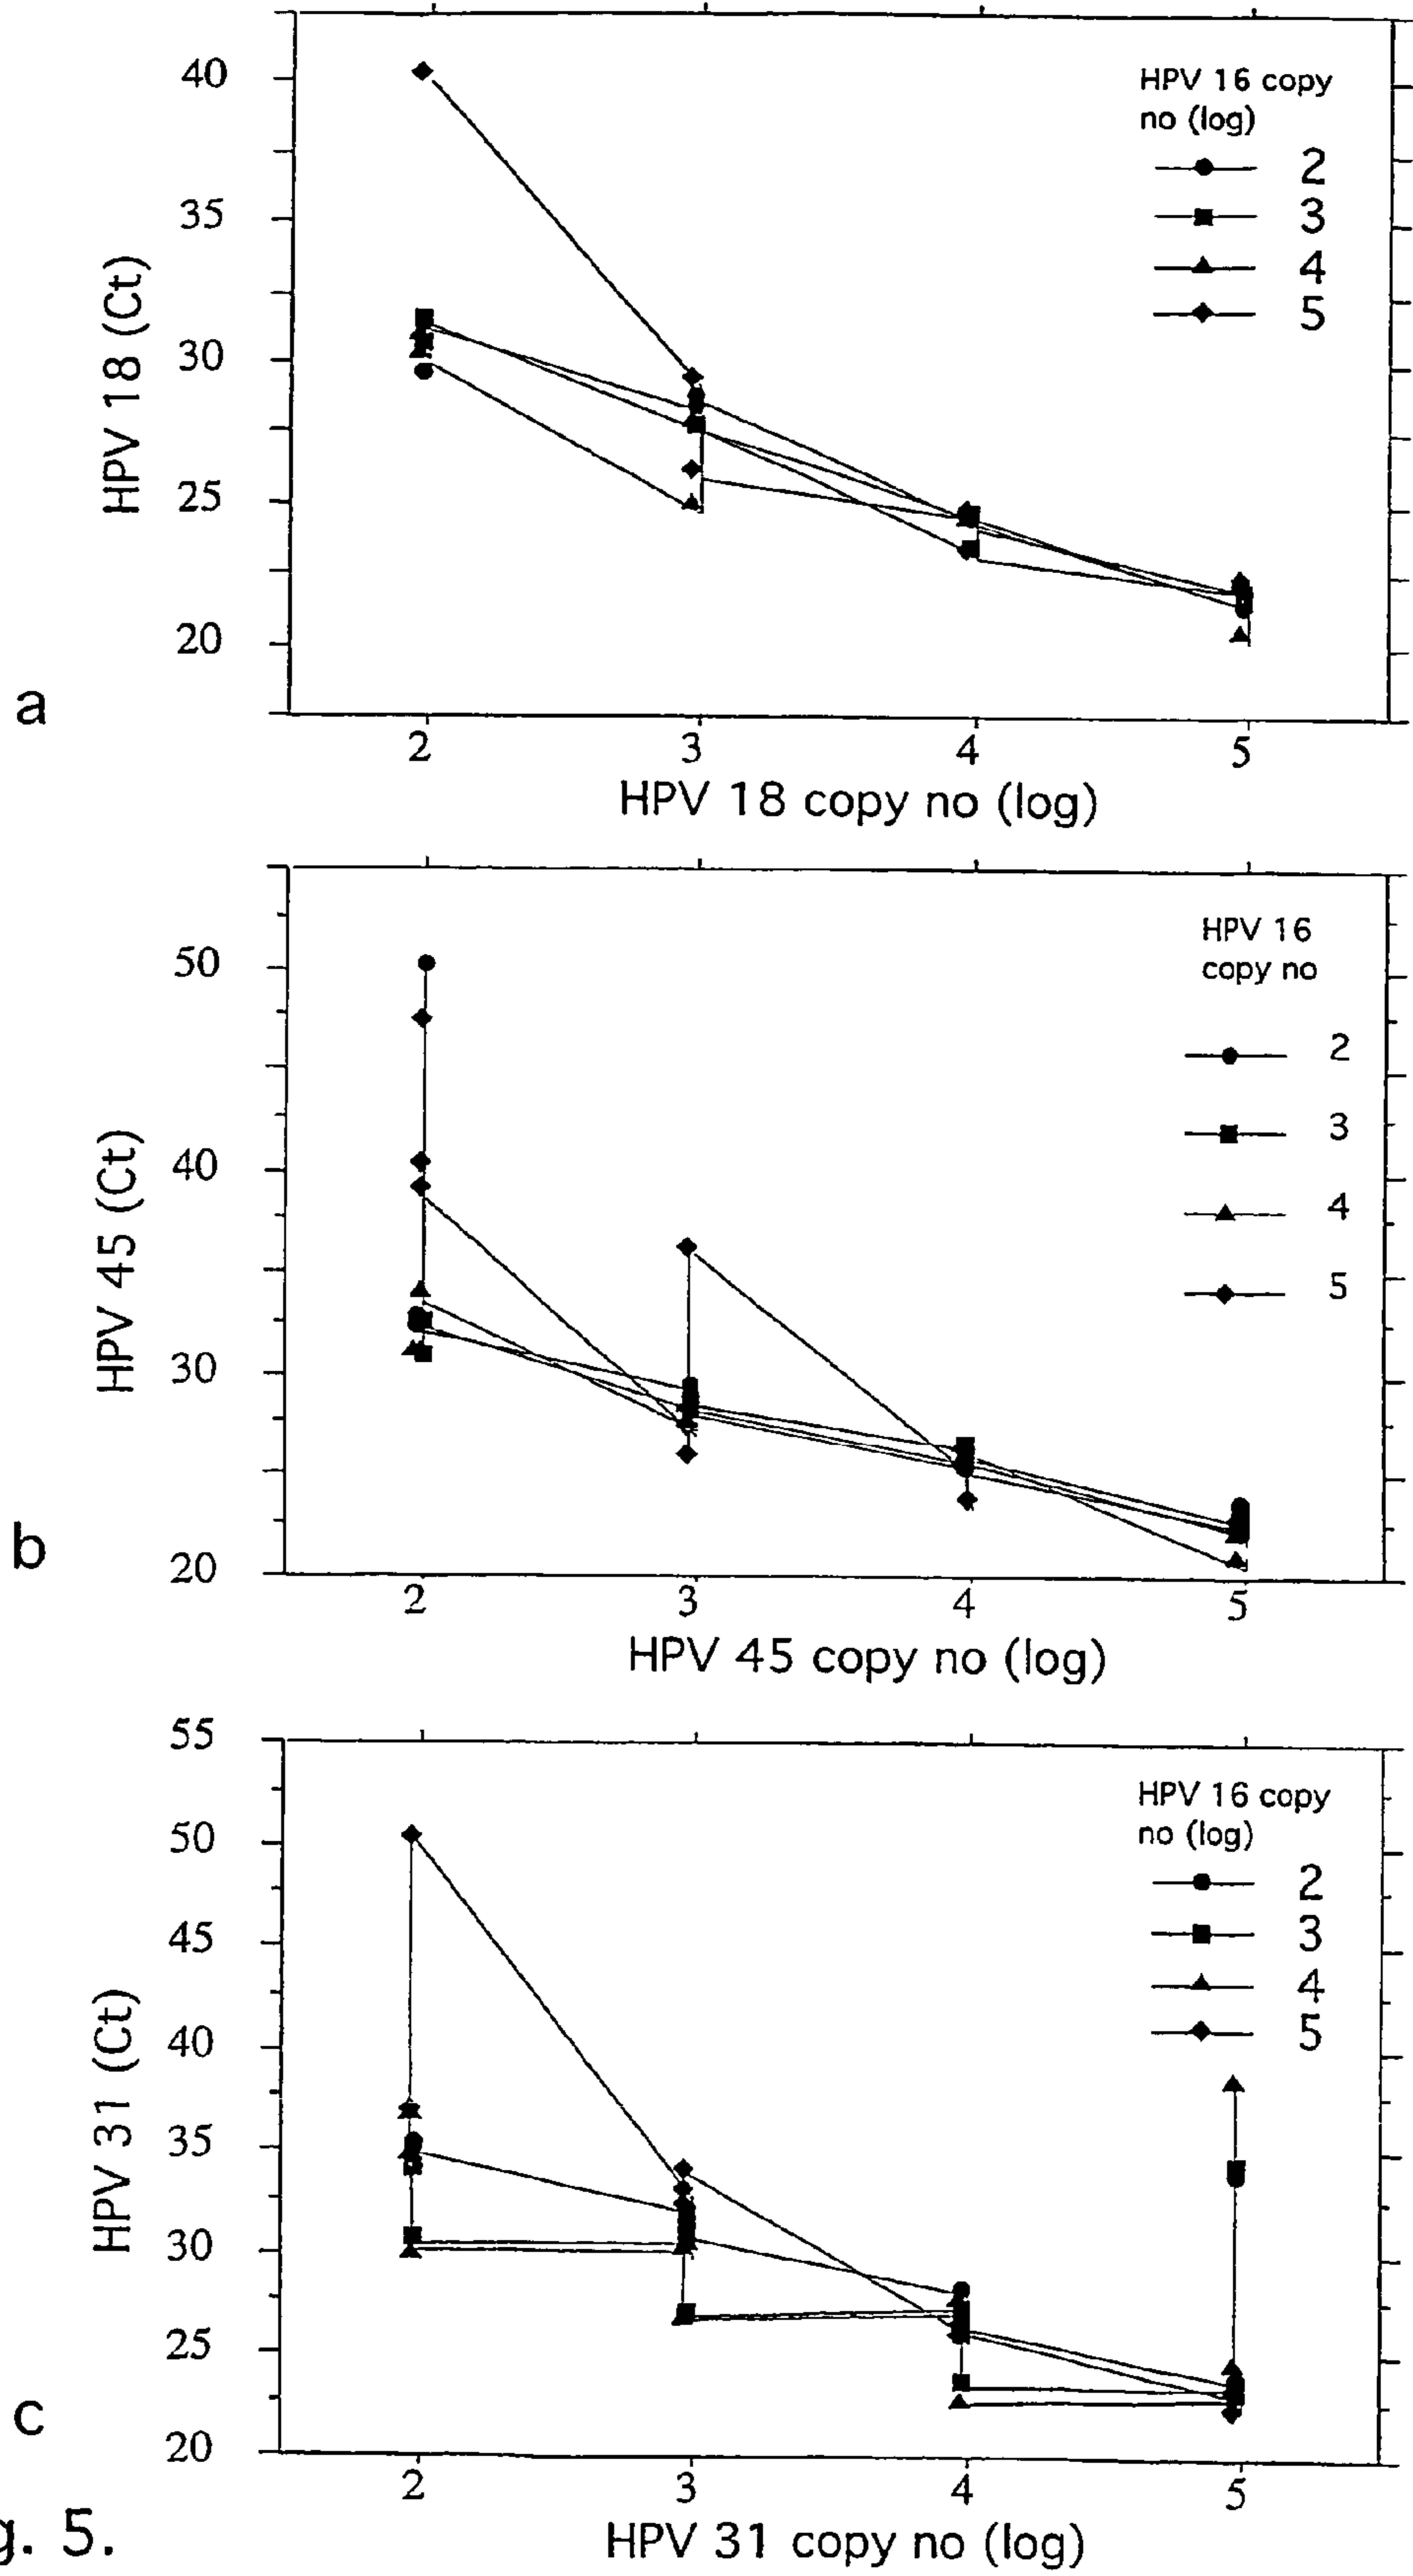 40
35
30
25
20
HPV 18 (Ct)
HPV 16 copy
no (log)
2
3
4
5
a
2 3 4 5
HPV 18 copy no (log)
50
40
30
20
HPV 45 (Ct)
HPV 16
copy no
2
3
4
5
b
2 3 4 5
HPV 45 copy no (log)
55
50
45
40
35
30
25
20
HPV 31 (Ct)
HPV 16 copy
no (log)
2
3
4
5
c
2 3 4 5
HPV 31 copy no (log)
g. 5.